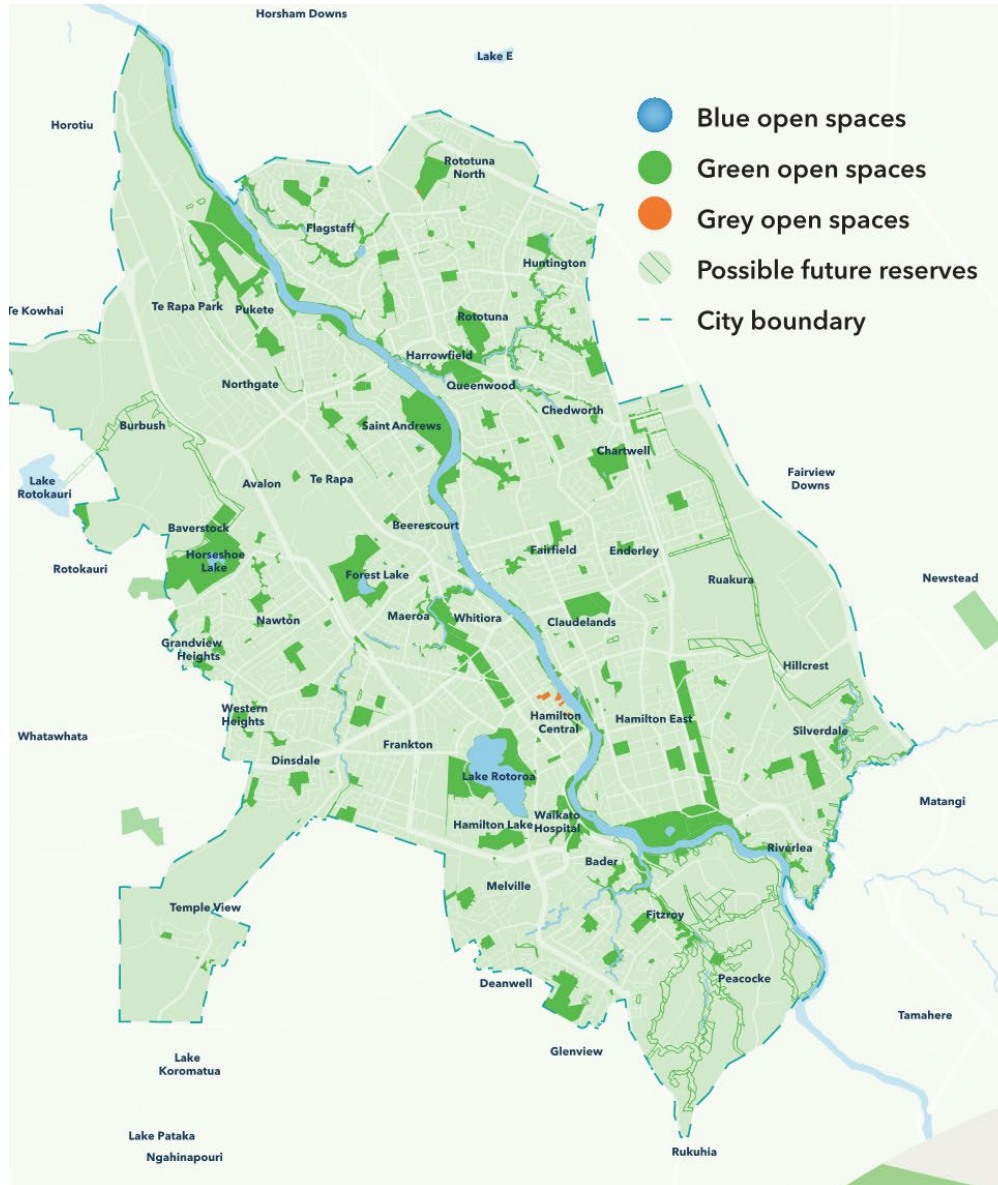 Horsham Downs
Lake E
Horotiu
Blue open spaces
Green open spaces
Grey open spaces
Possible future reserves
City boundary
Rototuna
North
Flagstaff
Huntington
Te Kowhai
Te Rapa Park
Pukete
Rototuna
Harrowfield
Queenwood
Northgate
Chedworth
Burbush
Saint Andrews
Chartwell
Lake
Rotokauri
Avalon
Te Rapa
Fairview
Downs
Baverstock
Beerescourt
Horseshoe
Lake
Fairfield
Enderley
Rotokauri
Forest Lake
Ruakura
Newstead
Nawton
Maeroa
Whitiora
Claudelands
Grandview
Heights
Hillcrest
Western
Heights
Hamilton
Central
Hamilton East
Silverdale
Whatawhata
Frankton
Dinsdale
Lake Rotoroa
Matangi
Hamilton Lake
Waikato
Hospital
Riverlea
Bader
Melville
Temple View
Fitzroy
Peacocke
Deanwell
Tamahere
Glenview
Lake
Koromatua
Lake Pataka
Ngahinapouri
Rukuhia